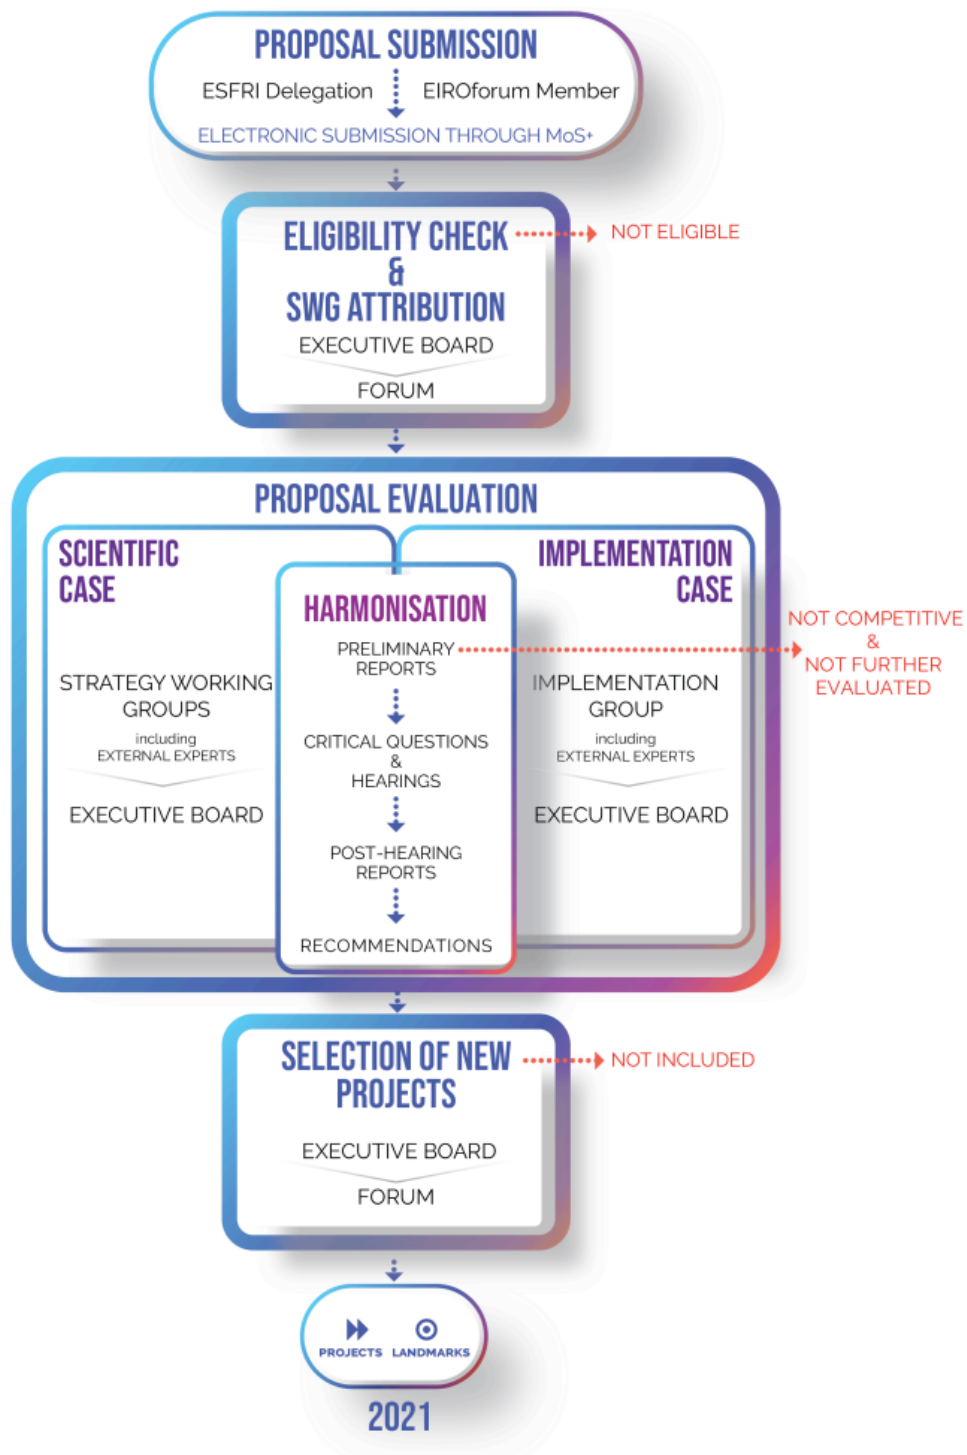 PROPOSAL SUBMISSION
ESFRI Delegation EIROforum Member
ELECTRONIC SUBMISSION THROUGH MoS+
ELIGIBILITY CHECK
&
SWG ATTRIBUTION
NOT ELIGIBLE
EXECUTIVE BOARD
FORUM
PROPOSAL EVALUATION
SCIENTIFIC
CASE
STRATEGY WORKING
GROUPS
including
EXTERNAL EXPERTS
EXECUTIVE BOARD
HARMONISATION
PRELIMINARY
REPORTS
CRITICAL QUESTIONS
&
HEARINGS
POST-HEARING
REPORTS
RECOMMENDATIONS
IMPLEMENTATION
CASE
IMPLEMENTATION
GROUP
including
EXTERNAL EXPERTS
EXECUTIVE BOARD
NOT COMPETITIVE
&
NOT FURTHER
EVALUATED
SELECTION OF NEW
PROJECTS
NOT INCLUDED
EXECUTIVE BOARD
FORUM
PROJECTS LANDMARKS
2021